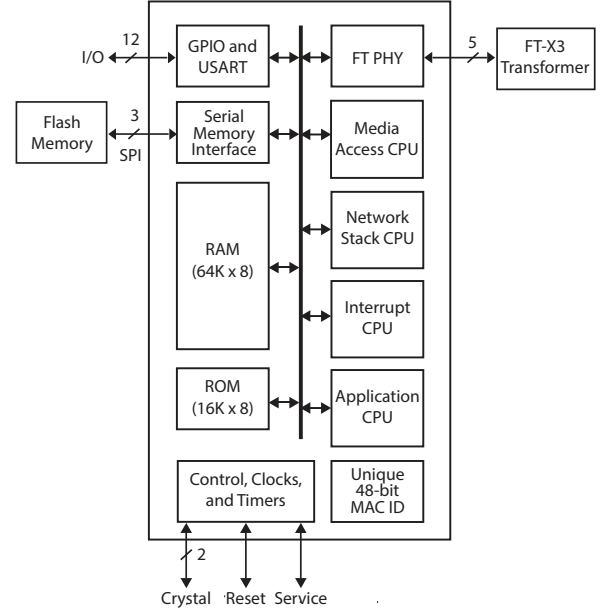 I/O
12
GPIO and
USART
FT PHY
5
FT-X3
Transformer
Flash
Memory
3
SPI
Serial
Memory
Interface
Media
Access CPU
RAM
(64K x 8)
Network
Stack CPU
Interrupt
CPU
ROM
(16K x 8)
Application
CPU
Control, Clocks,
and Timers
Unique
48-bit
MAC ID
2
Crystal
Reset
Service